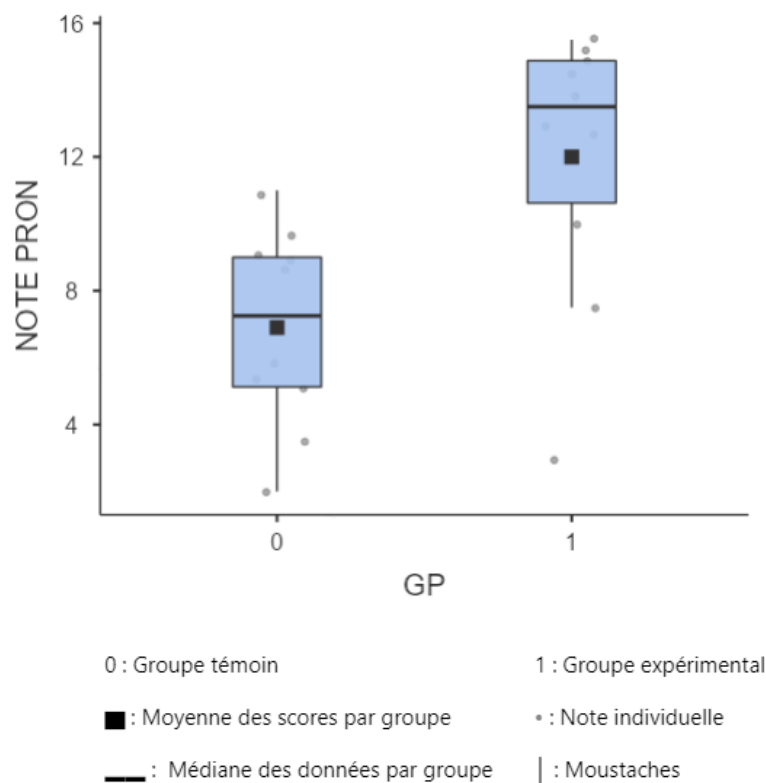 16
12
8
4
NOTE PRON
0 1
GP
0 : Groupe témoin 1 : Groupe expérimental
: Moyenne des scores par groupe : Note individuelle
: Médiane des données par groupe : Moustaches